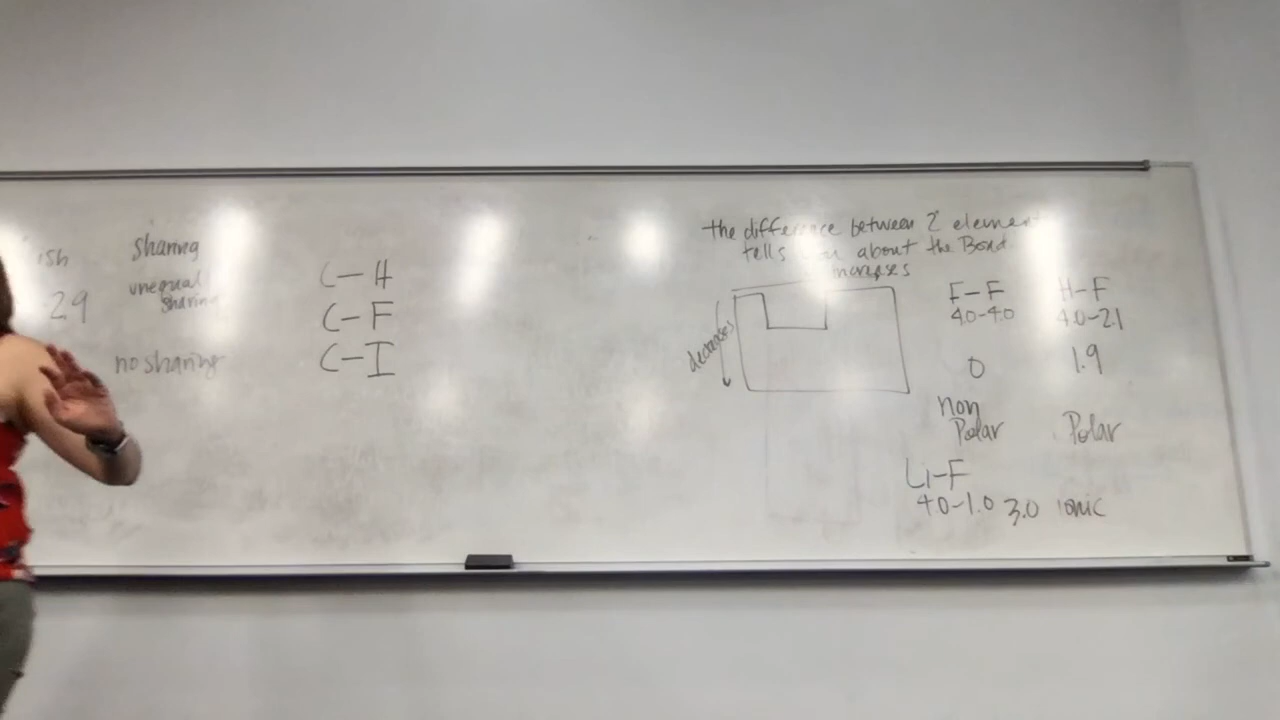 ish sharing
29 unequal
sharing
no sharing
C-H
C-F
C-I
the difference between 2 element
tells you about the Bond
increases
decreases
F-F H-F
4.0-4.0 4.0-2.1
0 1.9
non
Polar Polar
Li-F
4.0-1.0 3.0 ionic